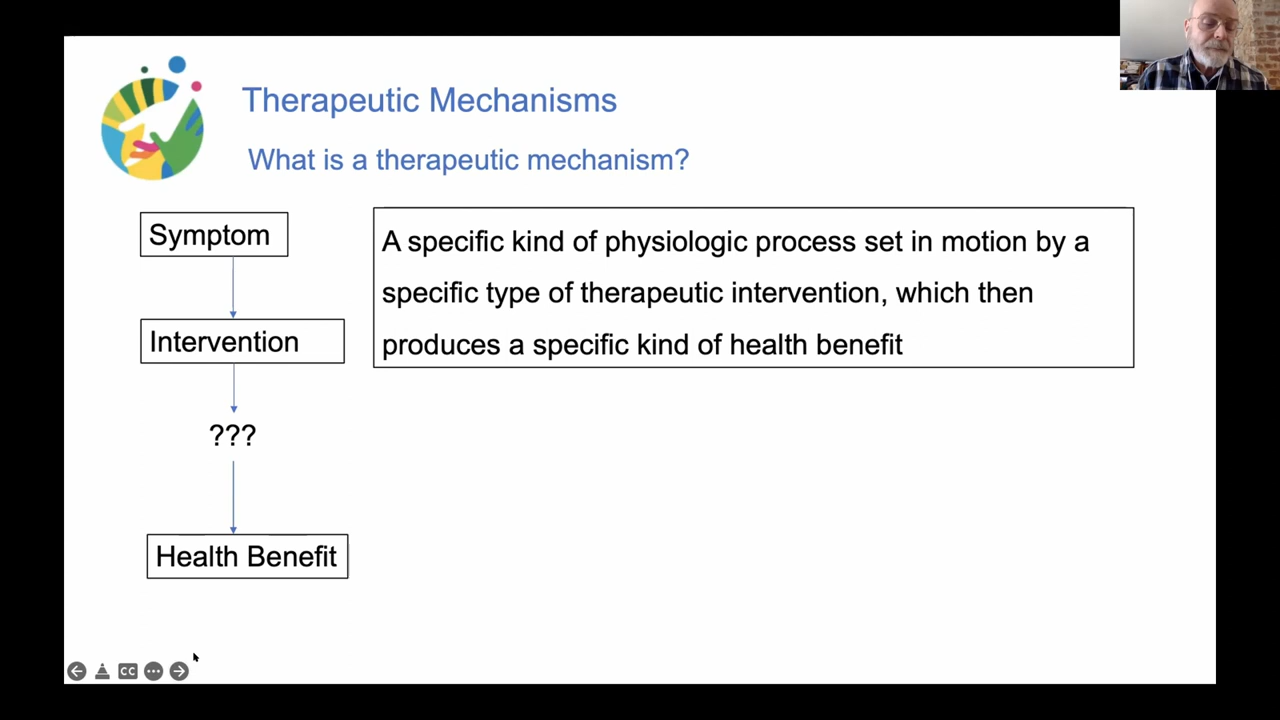 Therapeutic Mechanisms
What is a therapeutic mechanism?
Symptom
Intervention
???
Health Benefit
A specific kind of physiologic process set in motion by a
specific type of therapeutic intervention, which then
produces a specific kind of health benefit
CC